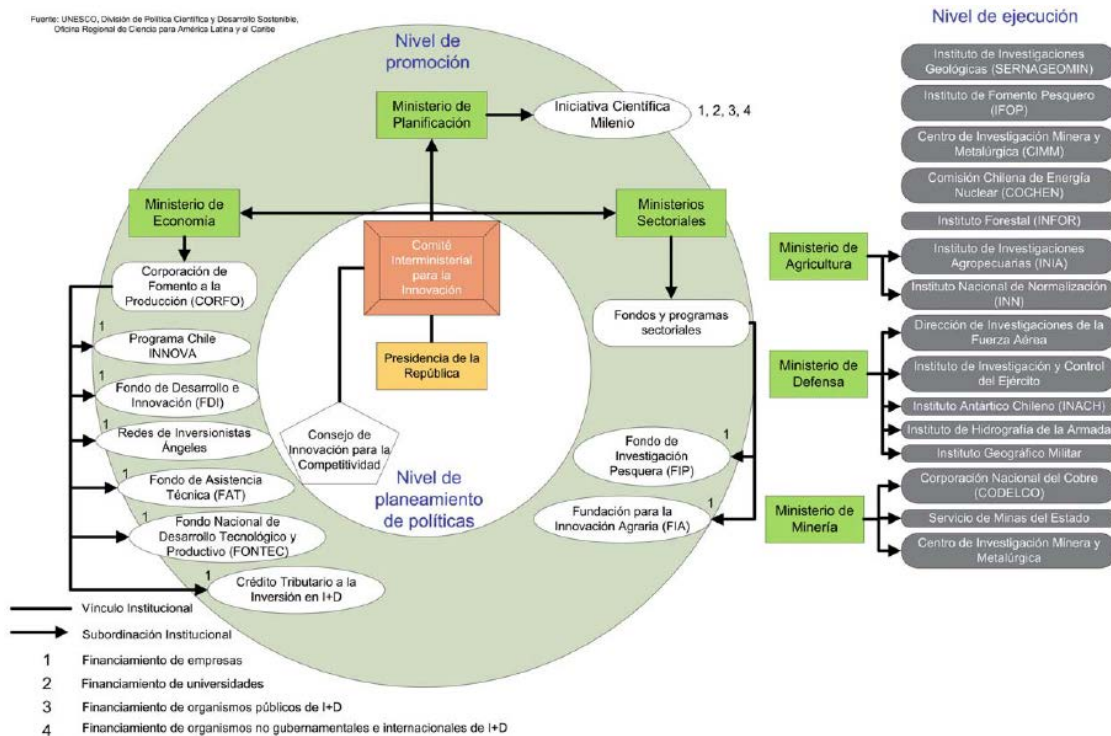 Fuente: UNESCO, División de Política Científica y Desarrollo Sostenible,
Oficina Regional de Ciencia para América Latina y el Caribe
Nivel de
promoción
Ministerio de
Planificación
Iniciativa Científica
Milenio
1, 2, 3, 4
Ministerio de
Economía
Ministerios
Sectoriales
Comité
Interministerial
para la
Innovación
Corporación de
Fomento a la
Producción (CORFO)
Fondos y programas
sectoriales
Presidencia de la
República
1
Programa Chile
INNOVA
1
Fondo de Desarrollo e
Innovación (FDI)
1
Redes de Inversionistas
Ángeles
1
Fondo de Asistencia
Técnica (FAT)
1
Fondo Nacional de
Desarrollo Tecnológico y
Productivo (FONTEC)
1
Crédito Tributario a la
Inversión en I+D
Consejo de
Innovación para la
Competitividad
Nivel de
planeamiento
de políticas
1
Fondo de
Investigación
Pesquera (FIP)
1
Fundación para la
Innovación Agraria (FIA)
Nivel de ejecución
Instituto de Investigaciones
Geológicas (SERNAGEOMIN)
Instituto de Fomento Pesquero
(IFOP)
Centro de Investigación Minera y
Metalúrgica (CIMM)
Comisión Chilena de Energía
Nuclear (COCHEN)
Instituto Forestal (INFOR)
Ministerio de
Agricultura
Instituto de Investigaciones
Agropecuarias (INIA)
Instituto Nacional de Normalización
(INN)
Ministerio de
Defensa
Dirección de Investigaciones de la
Fuerza Aérea
Instituto de Investigación y Control
del Ejército
Instituto Antártico Chileno (INACH)
Instituto de Hidrografía de la Armada
Instituto Geográfico Militar
Ministerio de
Minería
Corporación Nacional del Cobre
(CODELCO)
Servicio de Minas del Estado
Centro de Investigación Minera y
Metalúrgica
Vínculo Institucional
Subordinación Institucional
1 Financiamiento de empresas
2 Financiamiento de universidades
3 Financiamiento de organismos públicos de I+D
4 Financiamiento de organismos no gubernamentales e internacionales de I+D